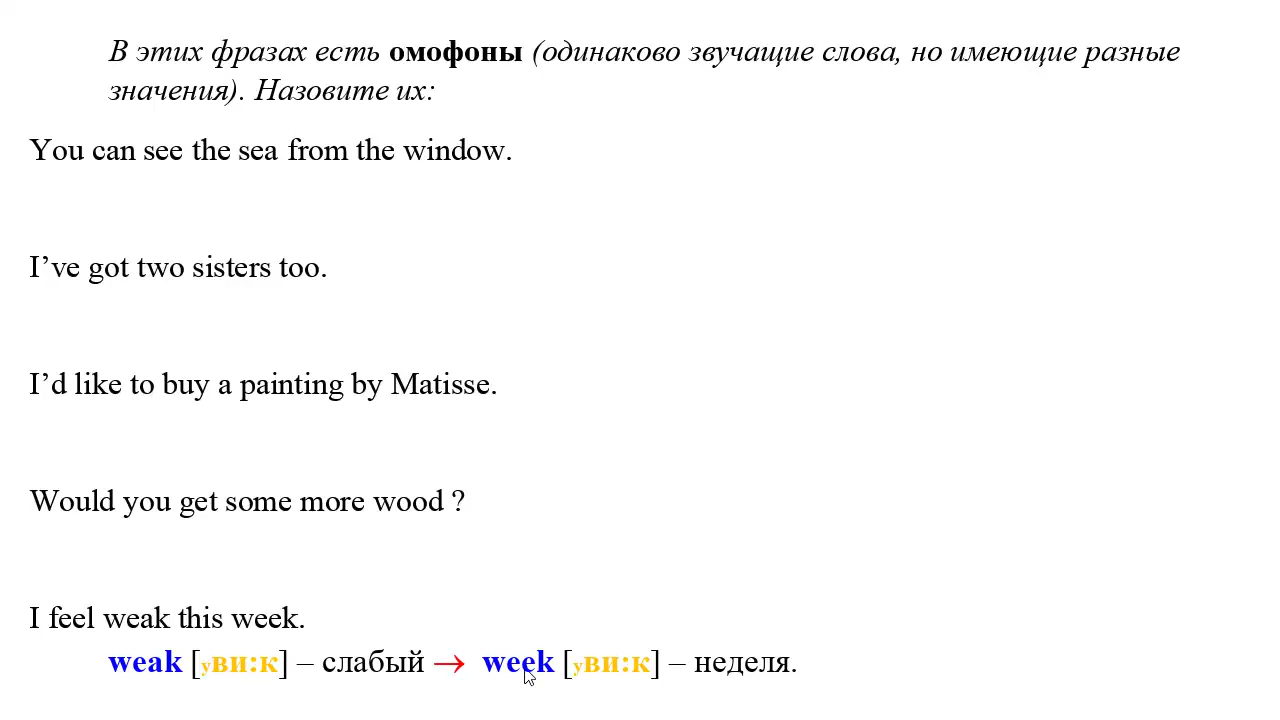 В этих фразах есть омофоны (одинаково звучащие слова, но имеющие разные
значения). Назовите их:
You can see the sea from the window.
I’ve got two sisters too.
I’d like to buy a painting by Matisse.
Would you get some more wood ?
I feel weak this week.
weak [уви:к] – слабый → week [уви:к] – неделя.